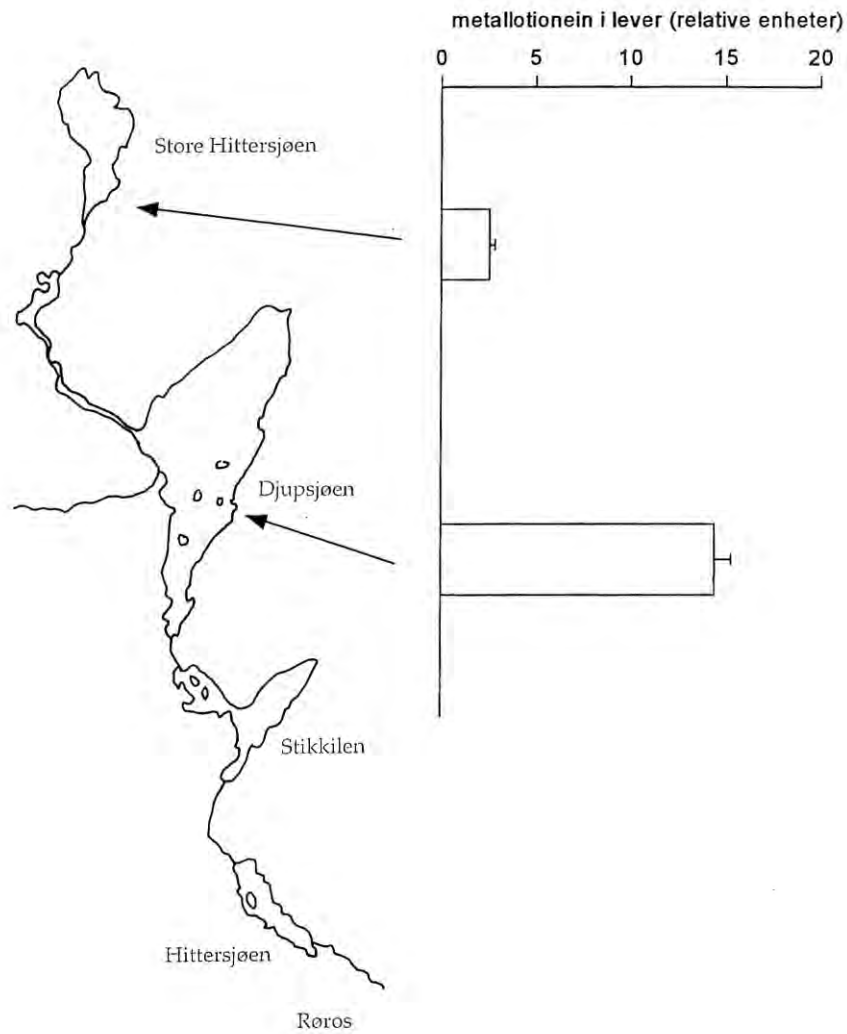 metallotionein i lever (relative enheter)
0 5 10 15 20
Store Hittersjøen
Djupsjøen
Stikkilen
Hittersjøen
Røros